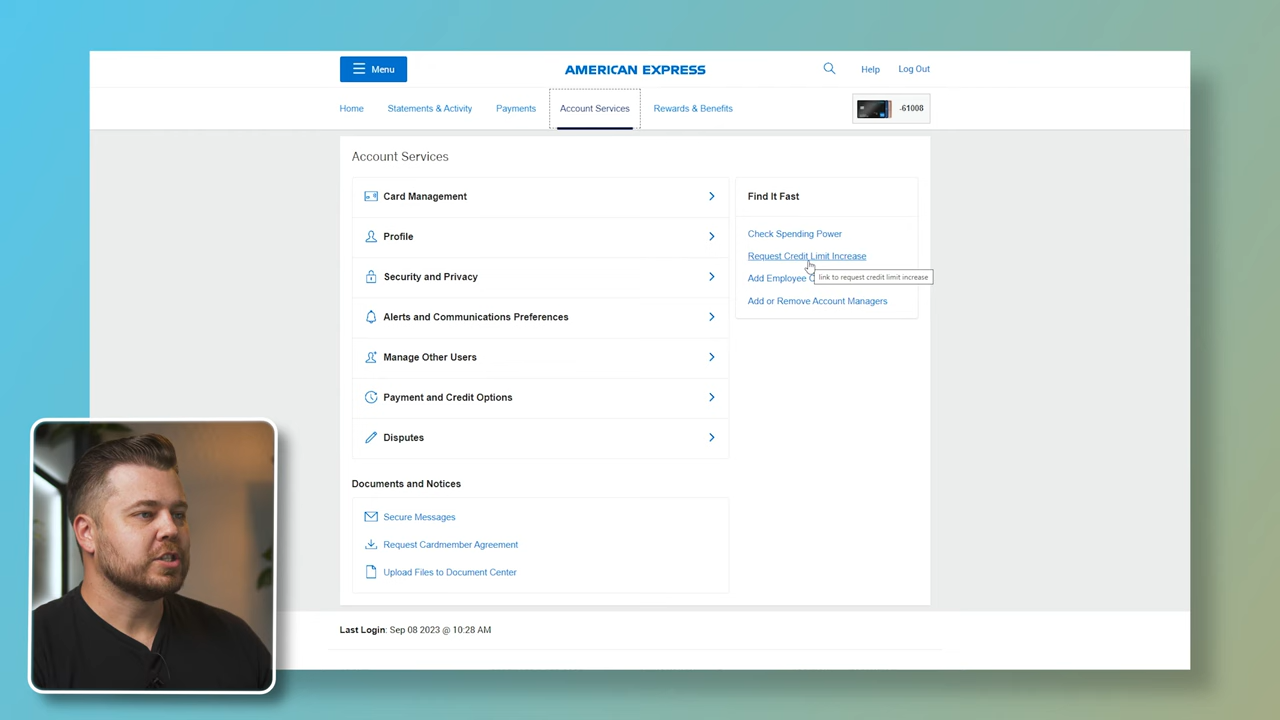 Menu
AMERICAN EXPRESS
Help
Log Out
Home
Statements & Activity
Payments
Account Services
Rewards & Benefits
-61008
Account Services
Card Management
Profile
Security and Privacy
Alerts and Communications Preferences
Manage Other Users
Payment and Credit Options
Disputes
Find It Fast
Check Spending Power
Request Credit Limit Increase
link to request credit limit increase
Add Employee
Add or Remove Account Managers
Documents and Notices
Secure Messages
Request Cardmember Agreement
Upload Files to Document Center
Last Login: Sep 08 2023 @ 10:28 AM